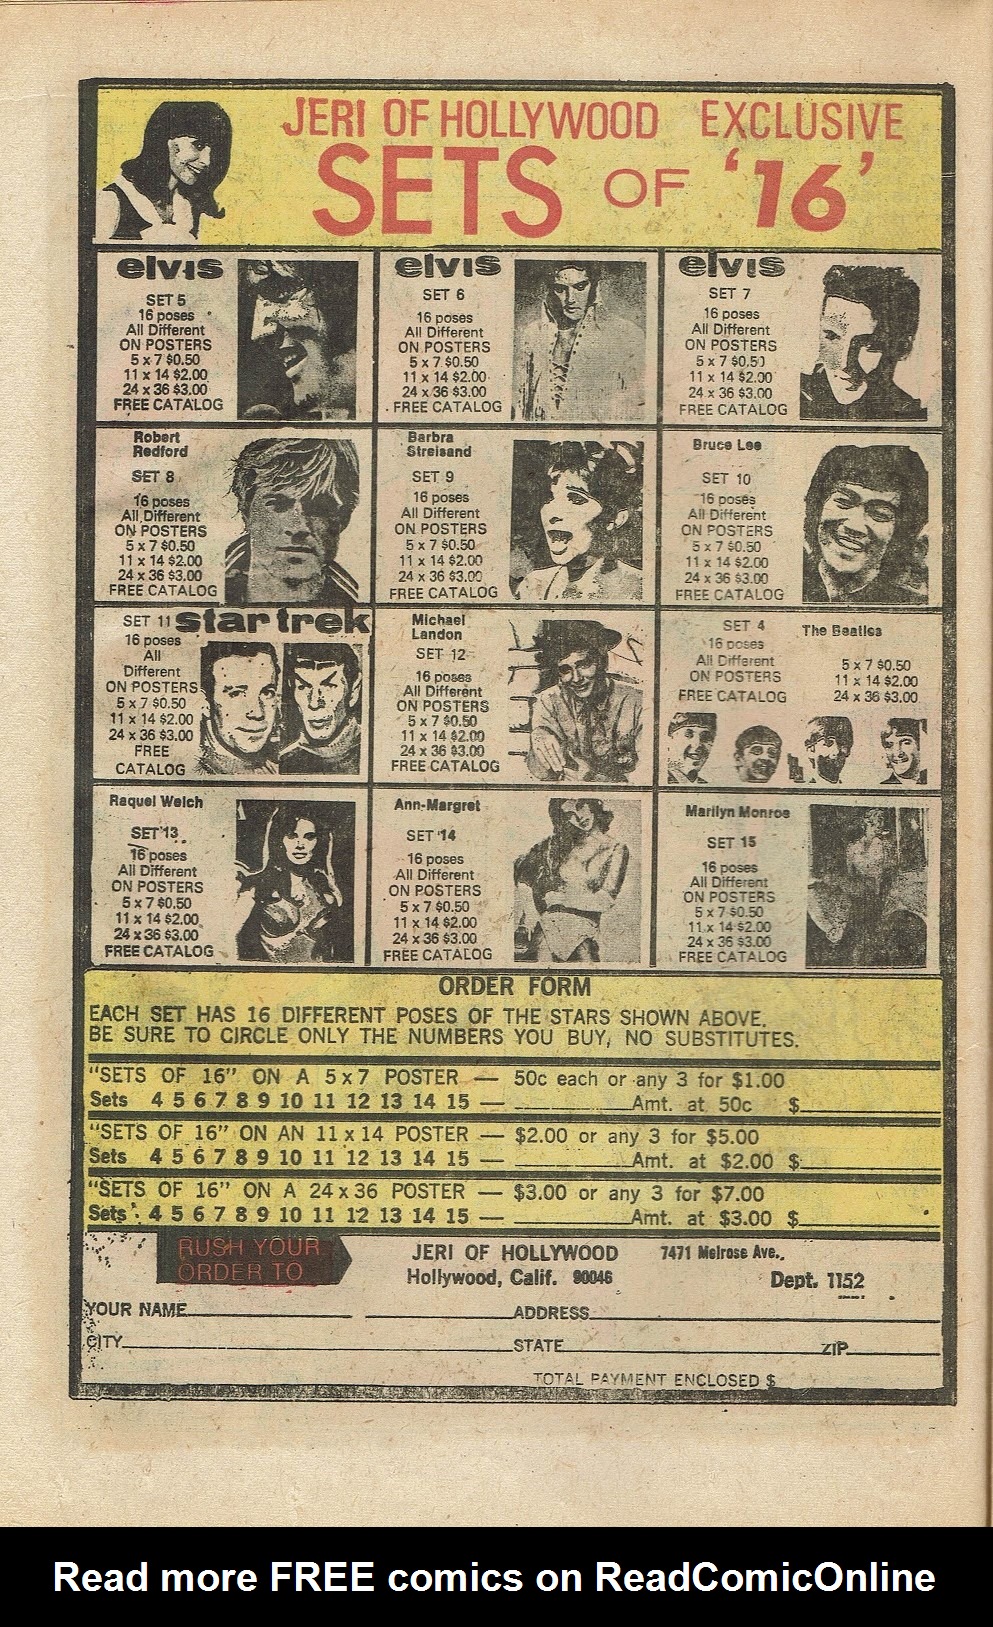 JERI OF HOLLYWOOD EXCLUSIVE
SETS OF '16'
elvis
SET 5
16 poses
All Different
ON POSTERS
5 x 7 $0.50
11 x 14 $2.00
24 x 36 $3.00
FREE CATALOG
elvis
SET 6
16 poses
All Different
ON POSTERS
5 x 7 $0.50
11 x 14 $2.00
24 x 36 $3.00
FREE CATALOG
elvis
SET 7
16 poses
All Different
ON POSTERS
5 x 7 $0.50
11 x 14 $2.00
24 x 36 $3.00
FREE CATALOG
Robert
Redford
SET 8
16 poses
All Different
ON POSTERS
5 x 7 $0.50
11 x 14 $2.00
24 x 36 $3.00
FREE CATALOG
Barbra
Streisand
SET 9
16 poses
All Different
ON POSTERS
5 x 7 $0.50
11 x 14 $2.00
24 x 36 $3.00
FREE CATALOG
Bruce Lee
SET 10
16 poses
All Different
ON POSTERS
5 x 7 $0.50
11 x 14 $2.00
24 x 36 $3.00
FREE CATALOG
SET 11 star trek
16 poses
All
Different
ON POSTERS
5 x 7 $0.50
11 x 14 $2.00
24 x 36 $3.00
FREE
CATALOG
Michael
Landon
SET 12
16 poses
All Different
ON POSTERS
5 x 7 $0.50
11 x 14 $2.00
24 x 36 $3.00
FREE CATALOG
SET 4
16 poses
All Different
ON POSTERS
FREE CATALOG
The Beatles
5 x 7 $0.50
11 x 14 $2.00
24 x 36 $3.00
Raquel Welch
SET 13
16 poses
All Different
ON POSTERS
5 x 7 $0.50
11 x 14 $2.00
24 x 36 $3.00
FREE CATALOG
Ann-Margret
SET 14
16 poses
All Different
ON POSTERS
5 x 7 $0.50
11 x 14 $2.00
24 x 36 $3.00
FREE CATALOG
Marilyn Monroe
SET 15
16 poses
All Different
ON POSTERS
5 x 7 $0.50
11 x 14 $2.00
24 x 36 $3.00
FREE CATALOG
ORDER FORM
EACH SET HAS 16 DIFFERENT POSES OF THE STARS SHOWN ABOVE.
BE SURE TO CIRCLE ONLY THE NUMBERS YOU BUY, NO SUBSTITUTES.
"SETS OF 16" ON A 5x7 POSTER — 50c each or any 3 for $1.00
Sets 4 5 6 7 8 9 10 11 12 13 14 15 — ________Amt. at 50c $________
"SETS OF 16" ON AN 11x14 POSTER — $2.00 or any 3 for $5.00
Sets 4 5 6 7 8 9 10 11 12 13 14 15 — ________Amt. at $2.00 $________
"SETS OF 16" ON A 24x36 POSTER — $3.00 or any 3 for $7.00
Sets 4 5 6 7 8 9 10 11 12 13 14 15 — ________Amt. at $3.00 $________
RUSH YOUR
ORDER TO
JERI OF HOLLYWOOD 7471 Melrose Ave.,
Hollywood, Calif. 90046 Dept. 1152
YOUR NAME________ ADDRESS________
CITY________STATE________ZIP________
TOTAL PAYMENT ENCLOSED $
Read more FREE comics on ReadComicOnline